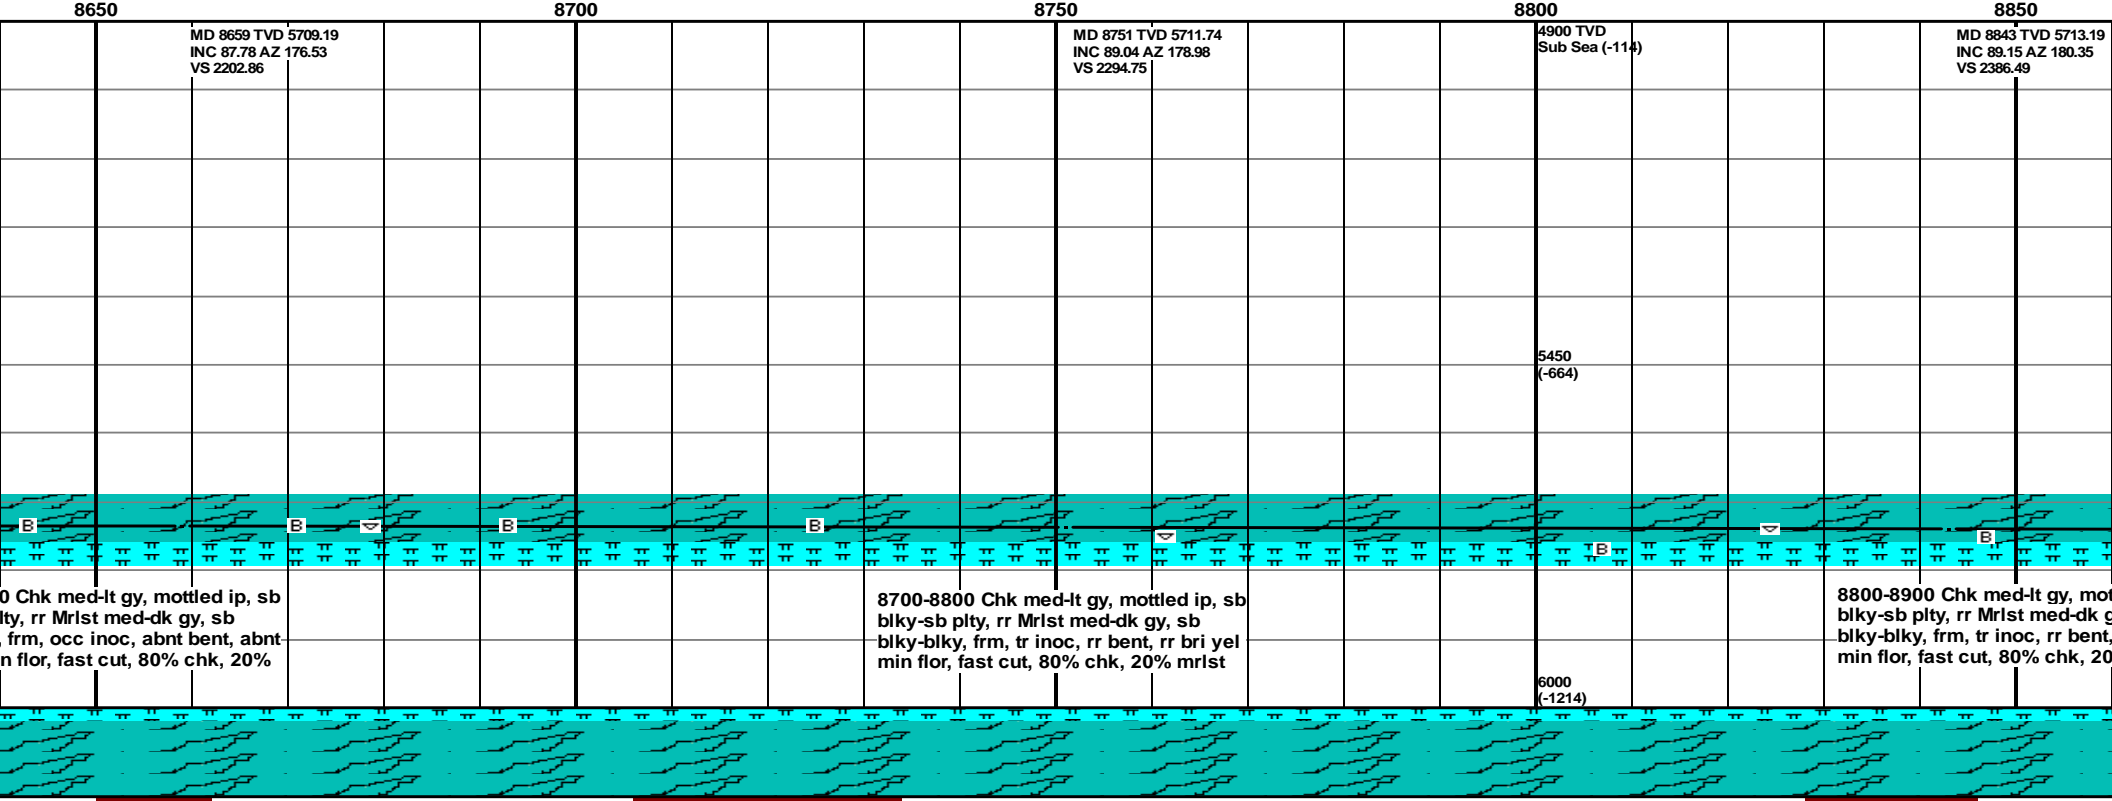 8650 8700 8750 8800 8850
MD 8659 TVD 5709.19
INC 87.78 AZ 176.53
VS 2202.86
MD 8751 TVD 5711.74
INC 89.04 AZ 178.98
VS 2294.75
4900 TVD
Sub Sea (-114)
MD 8843 TVD 5713.19
INC 89.15 AZ 180.35
VS 2386.49
5450
(-664)
B B B B B B
0 Chk med-lt gy, mottled ip, sb
lty, rr Mrlst med-dk gy, sb
, frm, occ inoc, abnt bent, abnt
n flor, fast cut, 80% chk, 20%
8700-8800 Chk med-lt gy, mottled ip, sb
blky-sb plty, rr Mrlst med-dk gy, sb
blky-blky, frm, tr inoc, rr bent, rr bri yel
min flor, fast cut, 80% chk, 20% mrlst
8800-8900 Chk med-lt gy, mot
blky-sb plty, rr Mrlst med-dk g
blky-blky, frm, tr inoc, rr bent,
min flor, fast cut, 80% chk, 20
6000
(-1214)